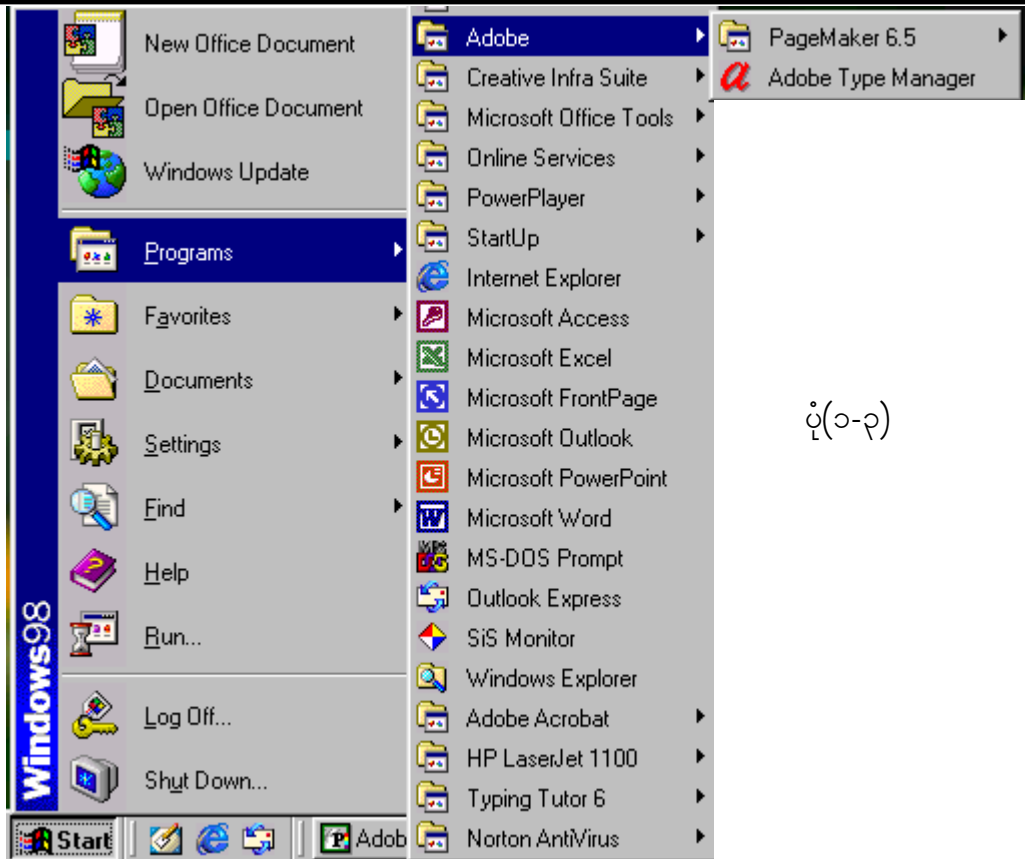 New Office Document
Open Office Document
Windows Update
Programs
Favorites
Documents
Settings
Find
Help
Run...
Log Off...
Shut Down...
Windows98
Start
Adob
Adobe
Creative Infra Suite
Microsoft Office Tools
Online Services
PowerPlayer
StartUp
Internet Explorer
Microsoft Access
Microsoft Excel
Microsoft FrontPage
Microsoft Outlook
Microsoft PowerPoint
Microsoft Word
MS-DOS Prompt
Outlook Express
SiS Monitor
Windows Explorer
Adobe Acrobat
HP LaserJet 1100
Typing Tutor 6
Norton AntiVirus
PageMaker 6.5
Adobe Type Manager
ပုံ(၁-၃)